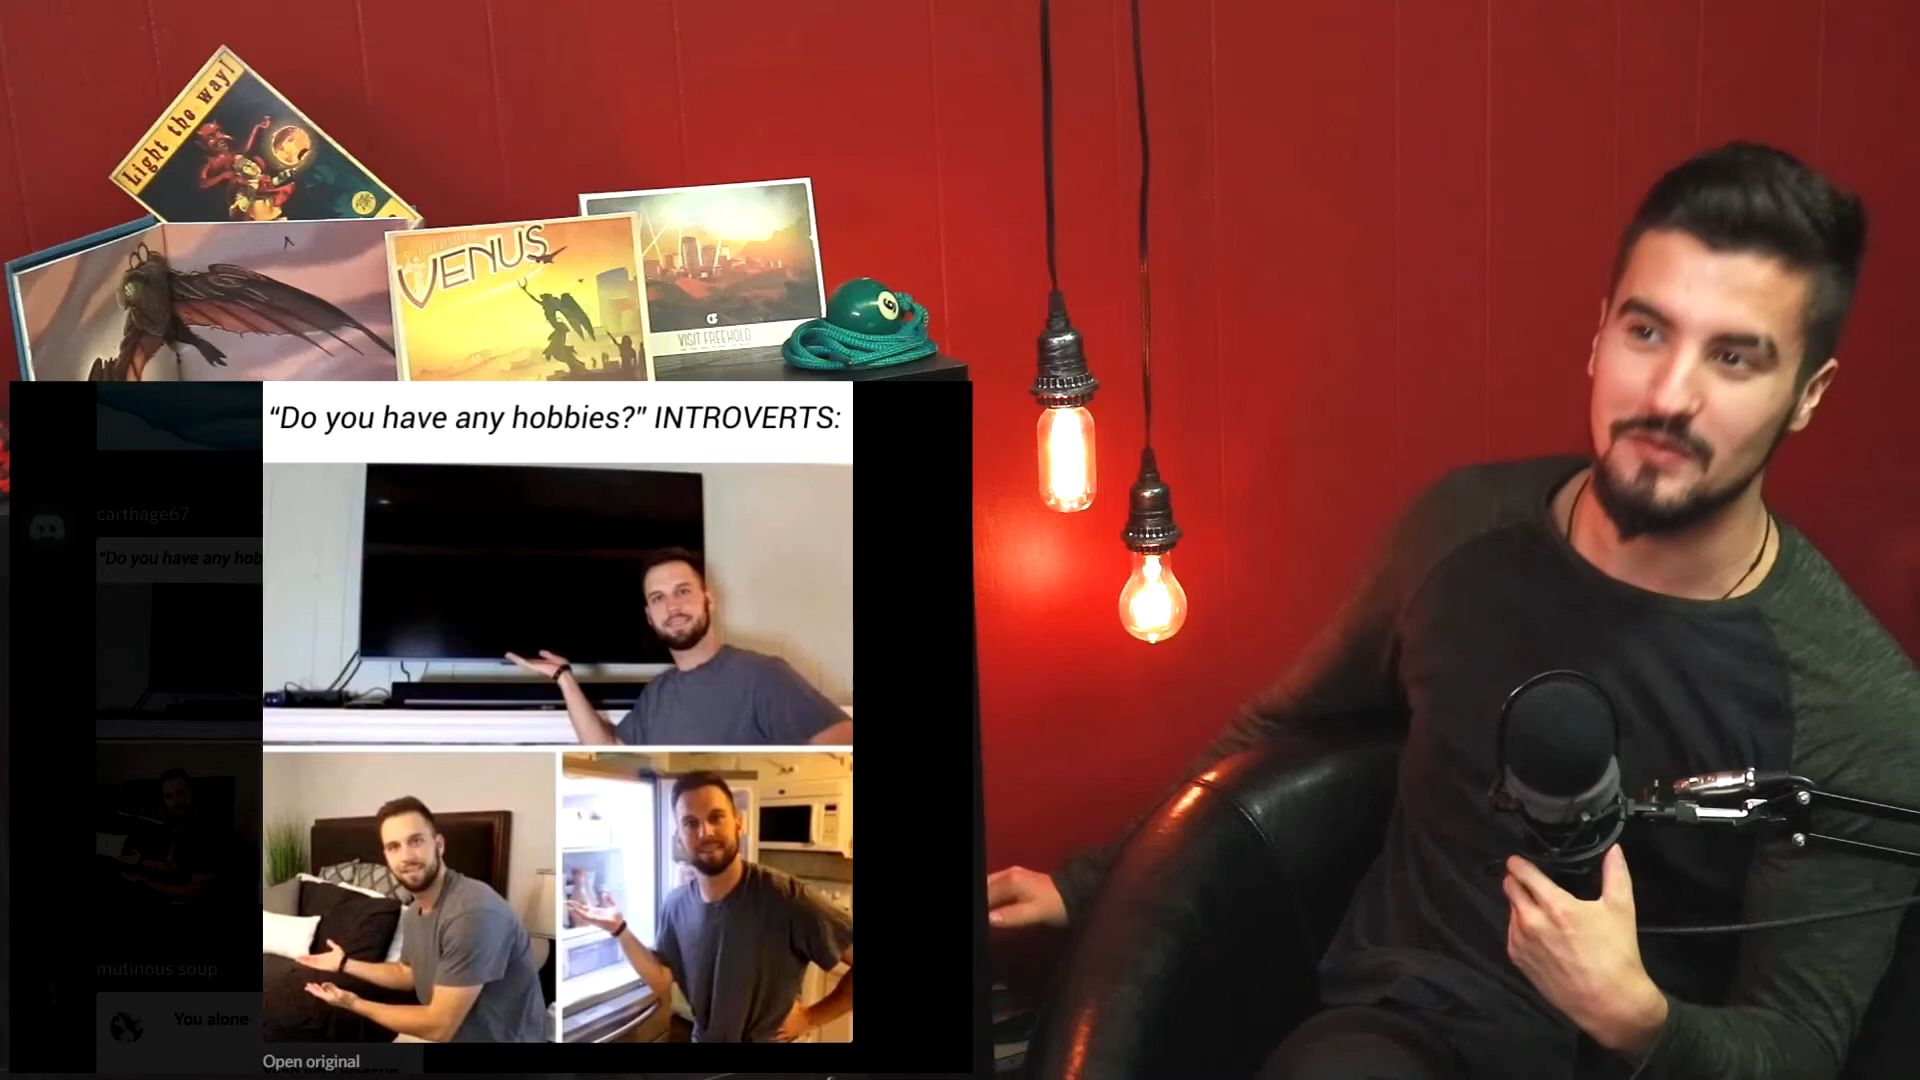 Light the way!
VENUS
VISIT FREEHOLD
6
"Do you have any hobbies?" INTROVERTS:
carthage67
"Do you have any hob
mutinous soup
You alone
Open original